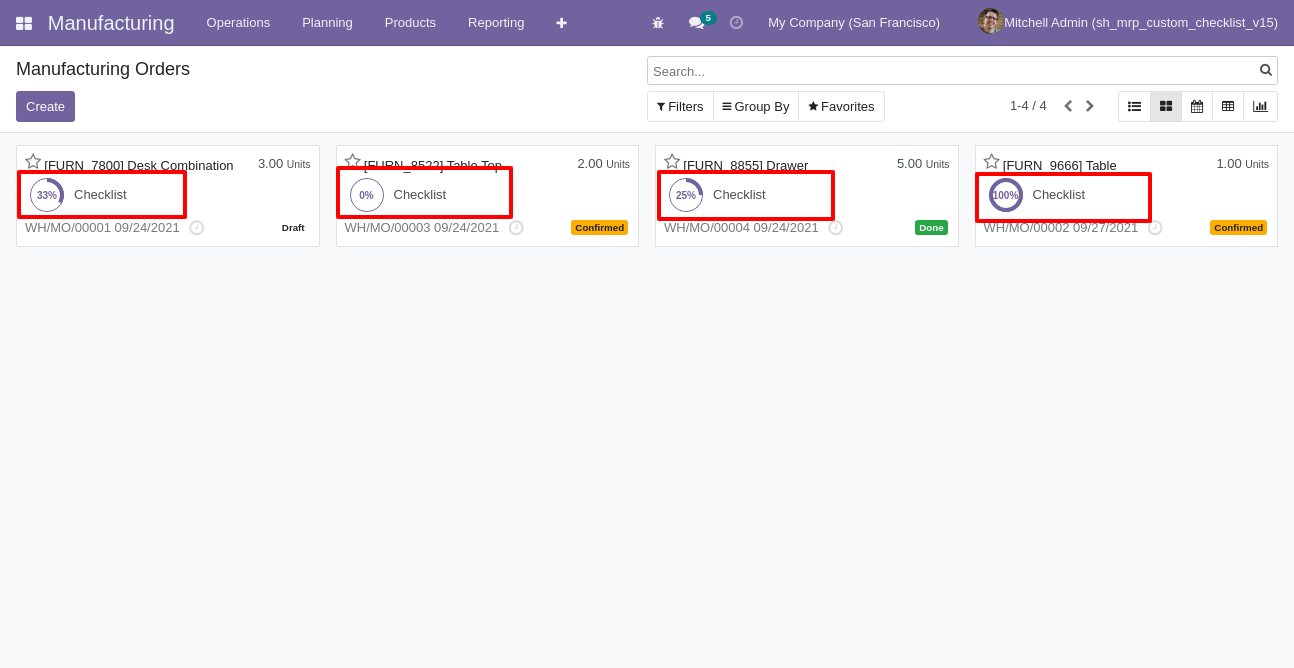 Manufacturing Operations Planning Products Reporting 5 My Company (San Francisco) Mitchell Admin (sh_mrp_custom_checklist_v15)
Manufacturing Orders
Search...
Create
Filters Group By Favorites 1-4 / 4
[FURN_7800] Desk Combination 3.00 Units
33% Checklist
WH/MO/00001 09/24/2021 Draft
[FURN_8522] Table Top 2.00 Units
0% Checklist
WH/MO/00003 09/24/2021 Confirmed
[FURN_8855] Drawer 5.00 Units
25% Checklist
WH/MO/00004 09/24/2021 Done
[FURN_9666] Table 1.00 Units
100% Checklist
WH/MO/00002 09/27/2021 Confirmed